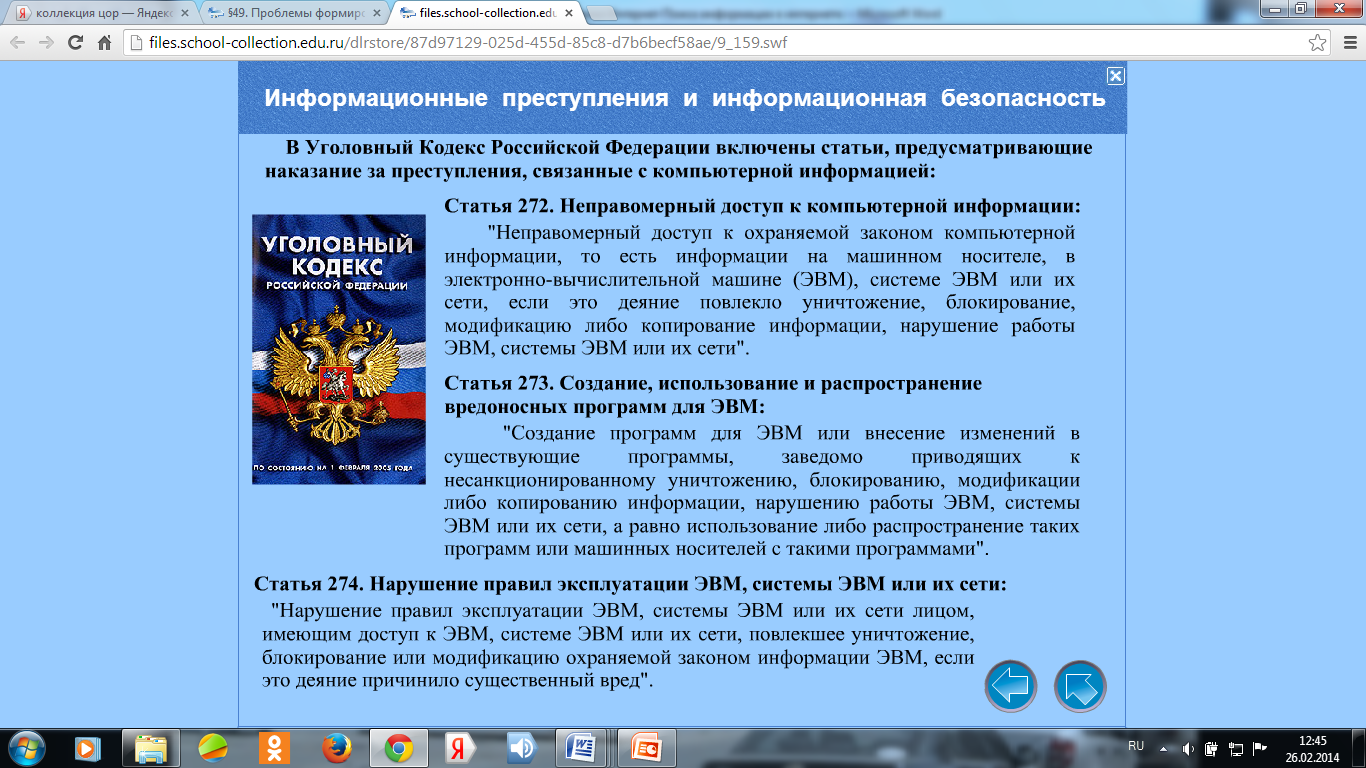 коллекция цор — Яндекс
§49. Проблемы формиро
files.school-collection.edu
files.school-collection.edu.ru/dlrstore/87d97129-025d-455d-85c8-d7b6becf58ae/9_159.swf
Информационные преступления и информационная безопасность
В Уголовный Кодекс Российской Федерации включены статьи, предусматривающие
наказание за преступления, связанные с компьютерной информацией:
Статья 272. Неправомерный доступ к компьютерной информации:
"Неправомерный доступ к охраняемой законом компьютерной
информации, то есть информации на машинном носителе, в
электронно-вычислительной машине (ЭВМ), системе ЭВМ или их
сети, если это деяние повлекло уничтожение, блокирование,
модификацию либо копирование информации, нарушение работы
ЭВМ, системы ЭВМ или их сети".
УГОЛОВНЫЙ
КОДЕКС
РОССИЙСКОЙ ФЕДЕРАЦИИ
ПО СОСТОЯНИЮ НА 1 ФЕВРАЛЯ 2005 ГОДА
Статья 273. Создание, использование и распространение
вредоносных программ для ЭВМ:
"Создание программ для ЭВМ или внесение изменений в
существующие программы, заведомо приводящих к
несанкционированному уничтожению, блокированию, модификации
либо копированию информации, нарушению работы ЭВМ, системы
ЭВМ или их сети, а равно использование либо распространение таких
программ или машинных носителей с такими программами".
Статья 274. Нарушение правил эксплуатации ЭВМ, системы ЭВМ или их сети:
"Нарушение правил эксплуатации ЭВМ, системы ЭВМ или их сети лицом,
имеющим доступ к ЭВМ, системе ЭВМ или их сети, повлекшее уничтожение,
блокирование или модификацию охраняемой законом информации ЭВМ, если
это деяние причинило существенный вред".
RU
12:45
26.02.2014